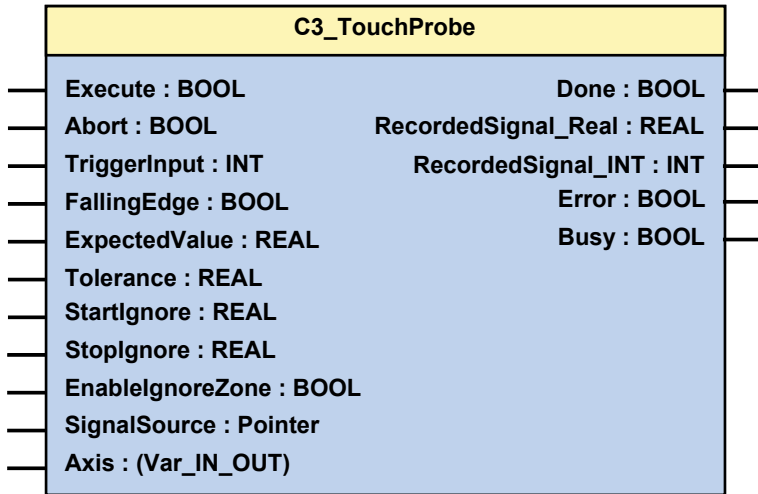 C3_TouchProbe
Execute : BOOL
Done : BOOL
Abort : BOOL
RecordedSignal_Real : REAL
TriggerInput : INT
RecordedSignal_INT : INT
FallingEdge : BOOL
Error : BOOL
ExpectedValue : REAL
Busy : BOOL
Tolerance : REAL
StartIgnore : REAL
StopIgnore : REAL
EnableIgnoreZone : BOOL
SignalSource : Pointer
Axis : (Var_IN_OUT)